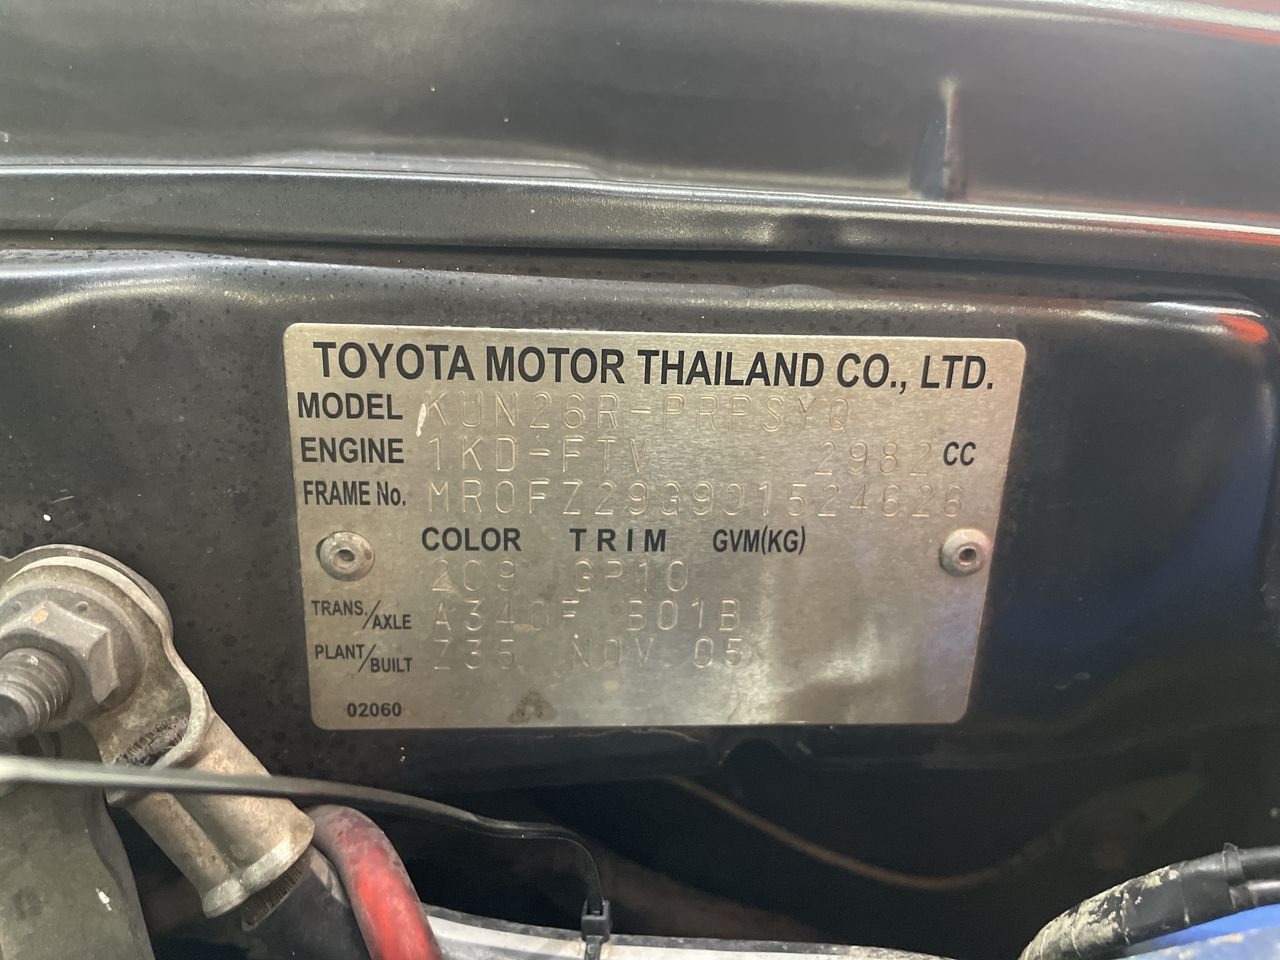 TOYOTA MOTOR THAILAND CO., LTD.
MODEL KUN26R-PRPSYQ
ENGINE 1KD-FTV 2982 CC
FRAME No. MR0FZ29G901524626
COLOR TRIM GVM(KG)
209 GP10
TRANS./AXLE A340F B01B
PLANT/BUILT Z35 NOV 05
02060